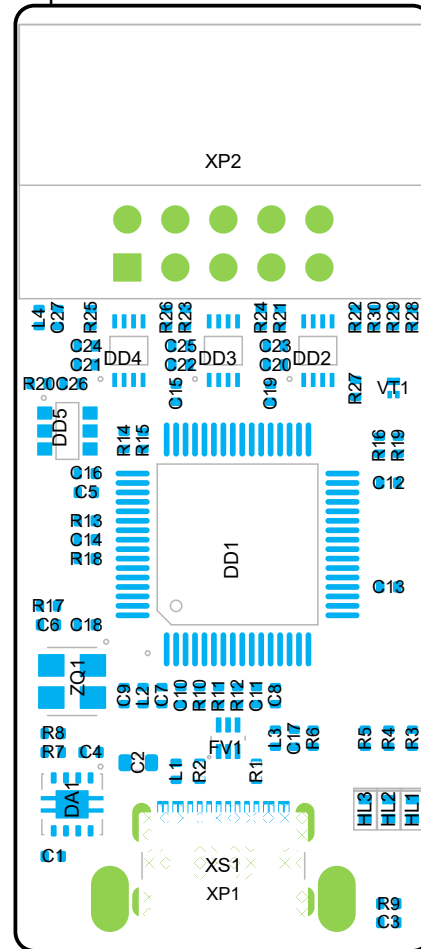 XP2
L4 C27 R25 R26 R23 R24 R21 R22 R30 R29 R28
C24 C25 C23
C21 DD4 C22 DD3 C20 DD2
R20 C26 C15 C19 R27 VT1
DD5
R14 R15 R16 R19
C16
C5 C12
R13
C14 DD1
R18
C13
R17
C6 C18
ZQ1
C9 L2 C7 C10 R10 R11 R12 C11 C8
R8 FV1 L3 C17 R6 R5 R4 R3
R7 C4 C2
L1 R2 R1
DA1 HL3 HL2 HL1
C1 XS1
XP1
R9
C3